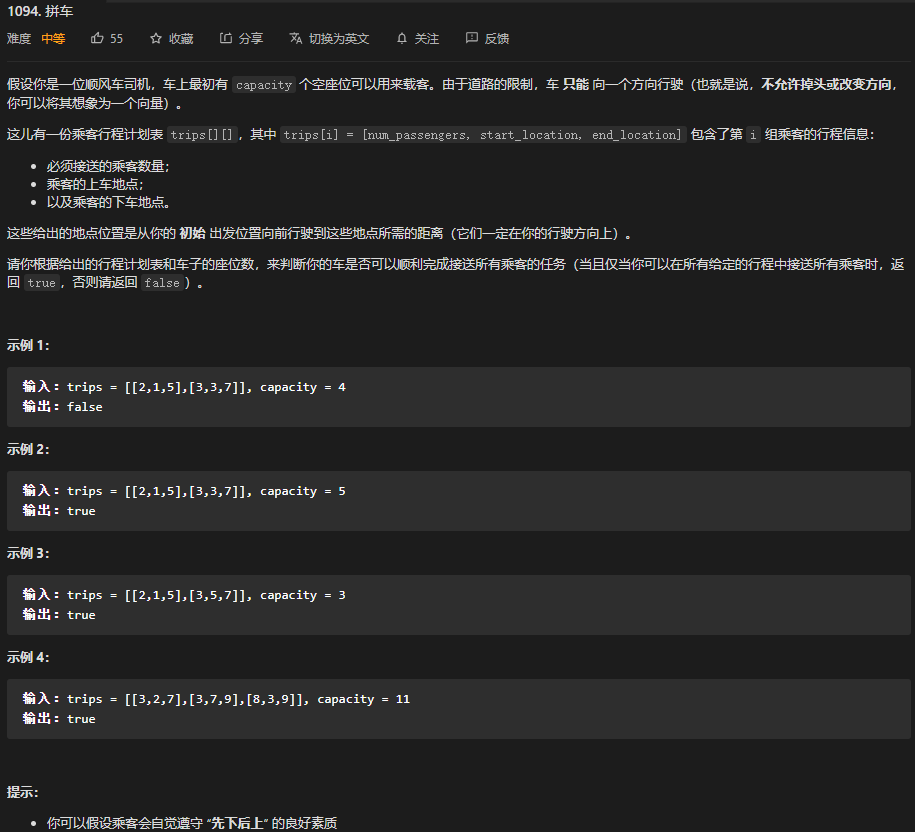 1094. 拼车
难度 中等 55 收藏 分享 切换为英文 关注 反馈
假设你是一位顺风车司机，车上最初有 capacity 个空座位可以用来载客。由于道路的限制，车 只能 向一个方向行驶（也就是说，不允许掉头或改变方向，
你可以将其想象为一个向量）。
这儿有一份乘客行程计划表 trips[][]，其中 trips[i] = [num_passengers, start_location, end_location] 包含了第 i 组乘客的行程信息：
• 必须接送的乘客数量；
• 乘客的上车地点；
• 以及乘客的下车地点。
这些给出的地点位置是从你的 初始 出发位置向前行驶到这些地点所需的距离（它们一定在你的行驶方向上）。
请你根据给出的行程计划表和车子的座位数，来判断你的车是否可以顺利完成接送所有乘客的任务（当且仅当你可以在所有给定的行程中接送所有乘客时，返
回 true，否则请返回 false）。
示例 1：
输入：trips = [[2,1,5],[3,3,7]], capacity = 4
输出：false
示例 2：
输入：trips = [[2,1,5],[3,3,7]], capacity = 5
输出：true
示例 3：
输入：trips = [[2,1,5],[3,5,7]], capacity = 3
输出：true
示例 4：
输入：trips = [[3,2,7],[3,7,9],[8,3,9]], capacity = 11
输出：true
提示：
• 你可以假设乘客会自觉遵守 “先下后上” 的良好素质